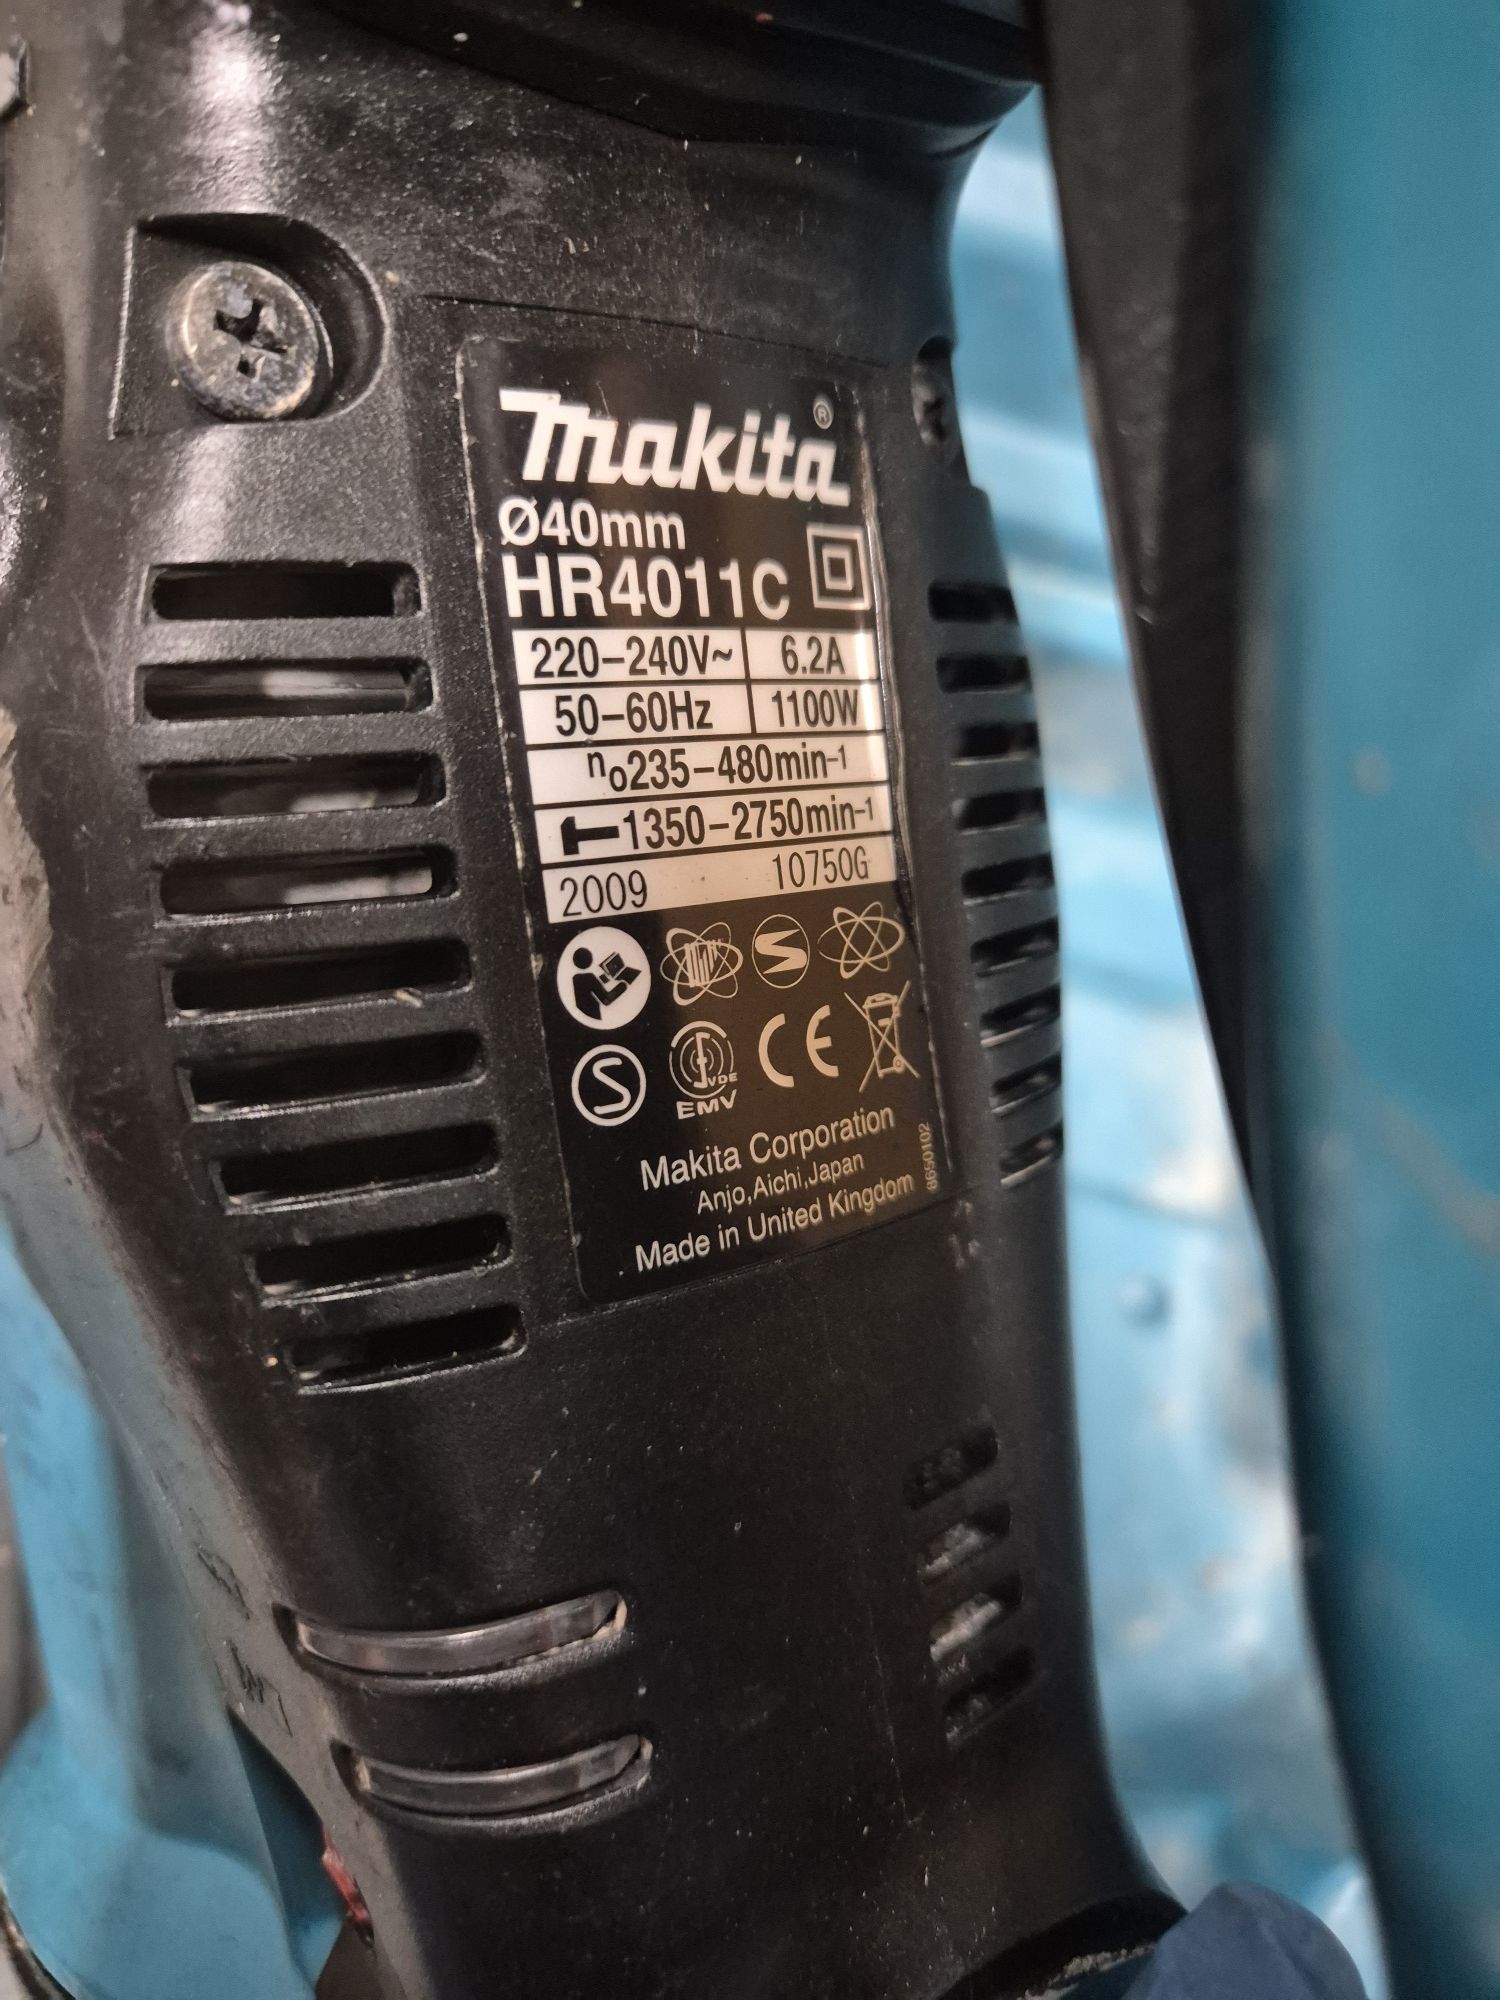 makita®
Ø40mm
HR4011C
220–240V~ 6.2A
50–60Hz 1100W
n₀235–480min⁻¹
1350–2750min⁻¹
2009 10750G
S
VDE
EMV
CE
Makita Corporation
Anjo,Aichi,Japan
Made in United Kingdom
8650102